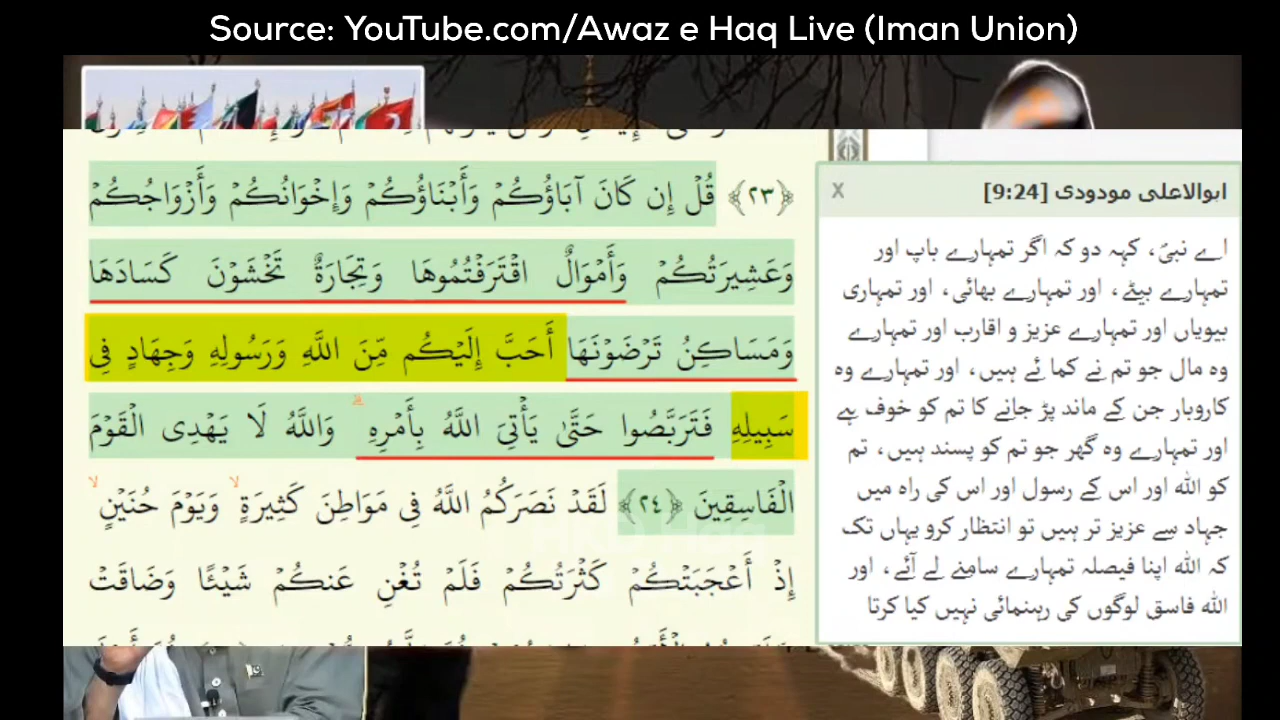 Source: YouTube.com/Awaz e Haq Live (Iman Union)
﴿٢٣﴾ قُلْ إِن كَانَ آبَاؤُكُمْ وَأَبْنَاؤُكُمْ وَإِخْوَانُكُمْ وَأَزْوَاجُكُمْ
وَعَشِيرَتُكُمْ وَأَمْوَالٌ اقْتَرَفْتُمُوهَا وَتِجَارَةٌ تَخْشَوْنَ كَسَادَهَا
وَمَسَاكِنُ تَرْضَوْنَهَا أَحَبَّ إِلَيْكُم مِّنَ اللَّهِ وَرَسُولِهِ وَجِهَادٍ فِي
سَبِيلِهِ فَتَرَبَّصُوا حَتَّىٰ يَأْتِيَ اللَّهُ بِأَمْرِهِ ۗ وَاللَّهُ لَا يَهْدِي الْقَوْمَ
الْفَاسِقِينَ ﴿٢٤﴾ لَقَدْ نَصَرَكُمُ اللَّهُ فِي مَوَاطِنَ كَثِيرَةٍ ۙ وَيَوْمَ حُنَيْنٍ ۙ
إِذْ أَعْجَبَتْكُمْ كَثْرَتُكُمْ فَلَمْ تُغْنِ عَنكُمْ شَيْئًا وَضَاقَتْ
ابوالاعلی مودودی [9:24]
X
اے نبیؐ، کہہ دو کہ اگر تمہارے باپ اور
تمہارے بیٹے، اور تمہارے بھائی، اور تمہاری
بیویاں اور تمہارے عزیز و اقارب اور تمہارے
وہ مال جو تم نے کما ئے ہیں، اور تمہارے وہ
کاروبار جن کے ماند پڑ جانے کا تم کو خوف ہے
اور تمہارے وہ گھر جو تم کو پسند ہیں، تم
کو اللہ اور اس کے رسول اور اس کی راہ میں
جہاد سے عزیز تر ہیں تو انتظار کرو یہاں تک
کہ اللہ اپنا فیصلہ تمہارے سامنے لے آئے، اور
اللہ فاسق لوگوں کی رہنمائی نہیں کیا کرتا